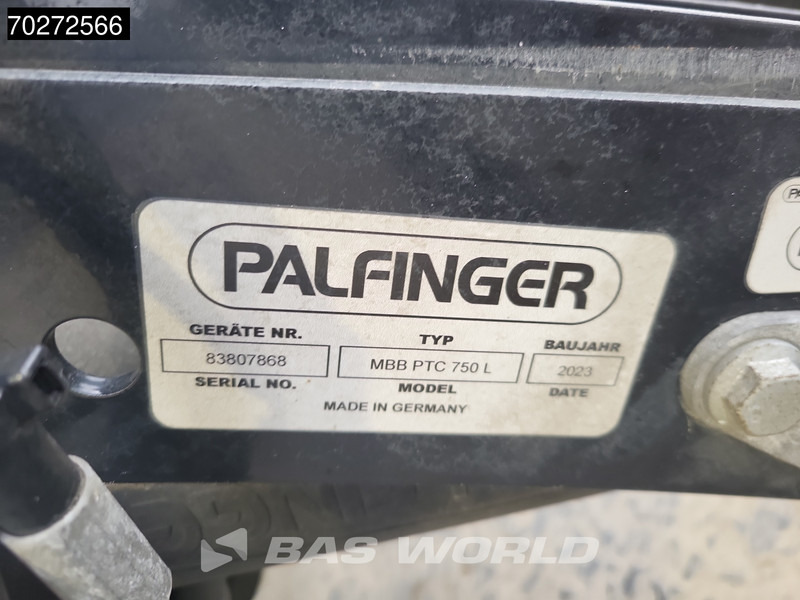 70272566
PALFINGER
GERÄTE NR. TYP BAUJAHR
83807868 MBB PTC 750 L 2023
SERIAL NO. MODEL DATE
MADE IN GERMANY
BAS WORLD